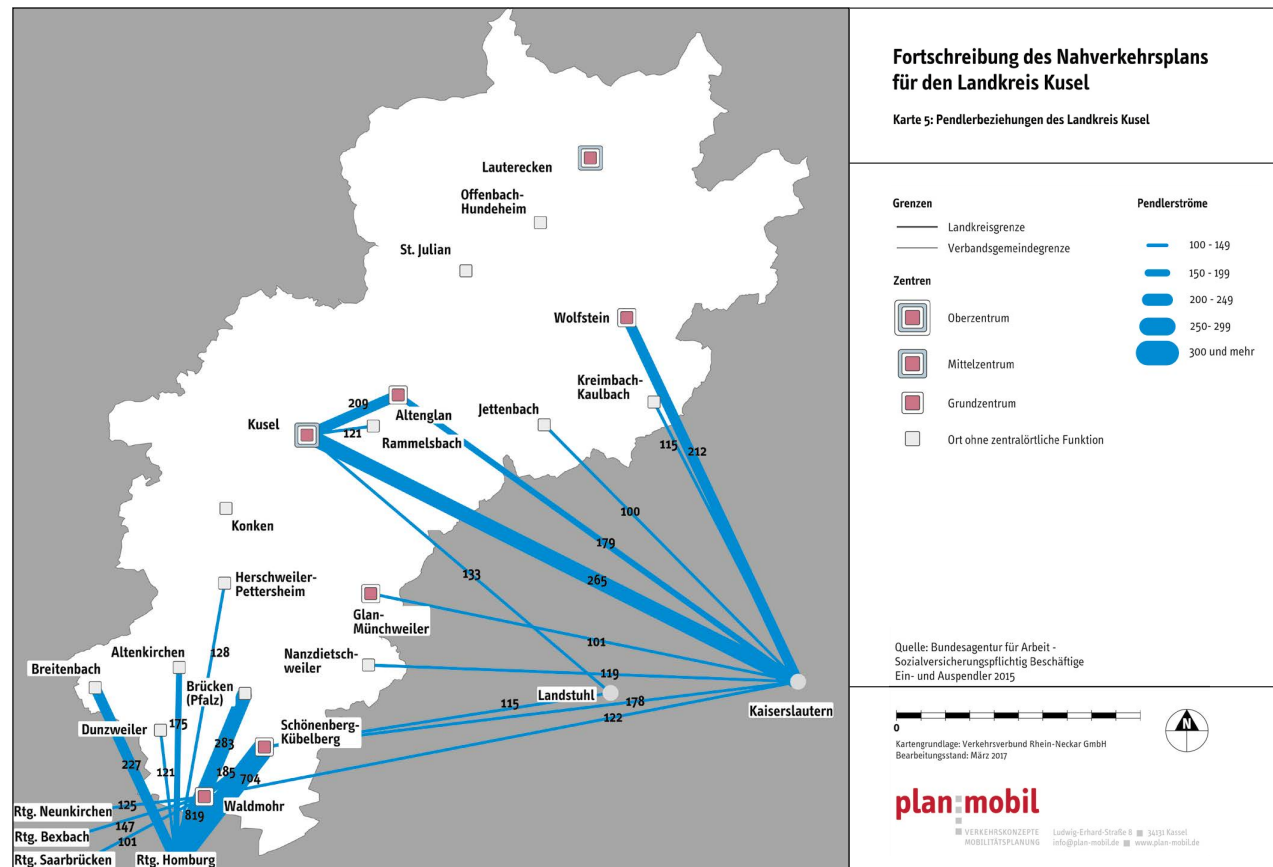 Fortschreibung des Nahverkehrsplans
für den Landkreis Kusel
Karte 5: Pendlerbeziehungen des Landkreis Kusel
Grenzen
Landkreisgrenze
Verbandsgemeindegrenze
Zentren
Oberzentrum
Mittelzentrum
Grundzentrum
Ort ohne zentralörtliche Funktion
Pendlerströme
100 - 149
150 - 199
200 - 249
250- 299
300 und mehr
Lauterecken
Offenbach-
Hundeheim
St. Julian
Wolfstein
Kreimbach-
Kaulbach
Jettenbach
Altenglan
Kusel
Rammelsbach
209
121
115
212
100
179
265
133
Konken
Herschweiler-
Pettersheim
Glan-
Münchweiler
101
128
Altenkirchen
Breitenbach
Nanzdietsch-
weiler
119
Brücken
(Pfalz)
Landstuhl
Kaiserslautern
115
178
122
Dunzweiler
175
Schönenberg-
Kübelberg
283
227
121
185
704
Waldmohr
819
125
147
101
Rtg. Neunkirchen
Rtg. Bexbach
Rtg. Saarbrücken
Rtg. Homburg
Quelle: Bundesagentur für Arbeit -
Sozialversicherungspflichtig Beschäftige
Ein- und Auspendler 2015
0
N
Kartengrundlage: Verkehrsverbund Rhein-Neckar GmbH
Bearbeitungsstand: März 2017
plan:mobil
VERKEHRSKONZEPTE
MOBILITÄTSPLANUNG
Ludwig-Erhard-Straße 8 34131 Kassel
info@plan-mobil.de www.plan-mobil.de